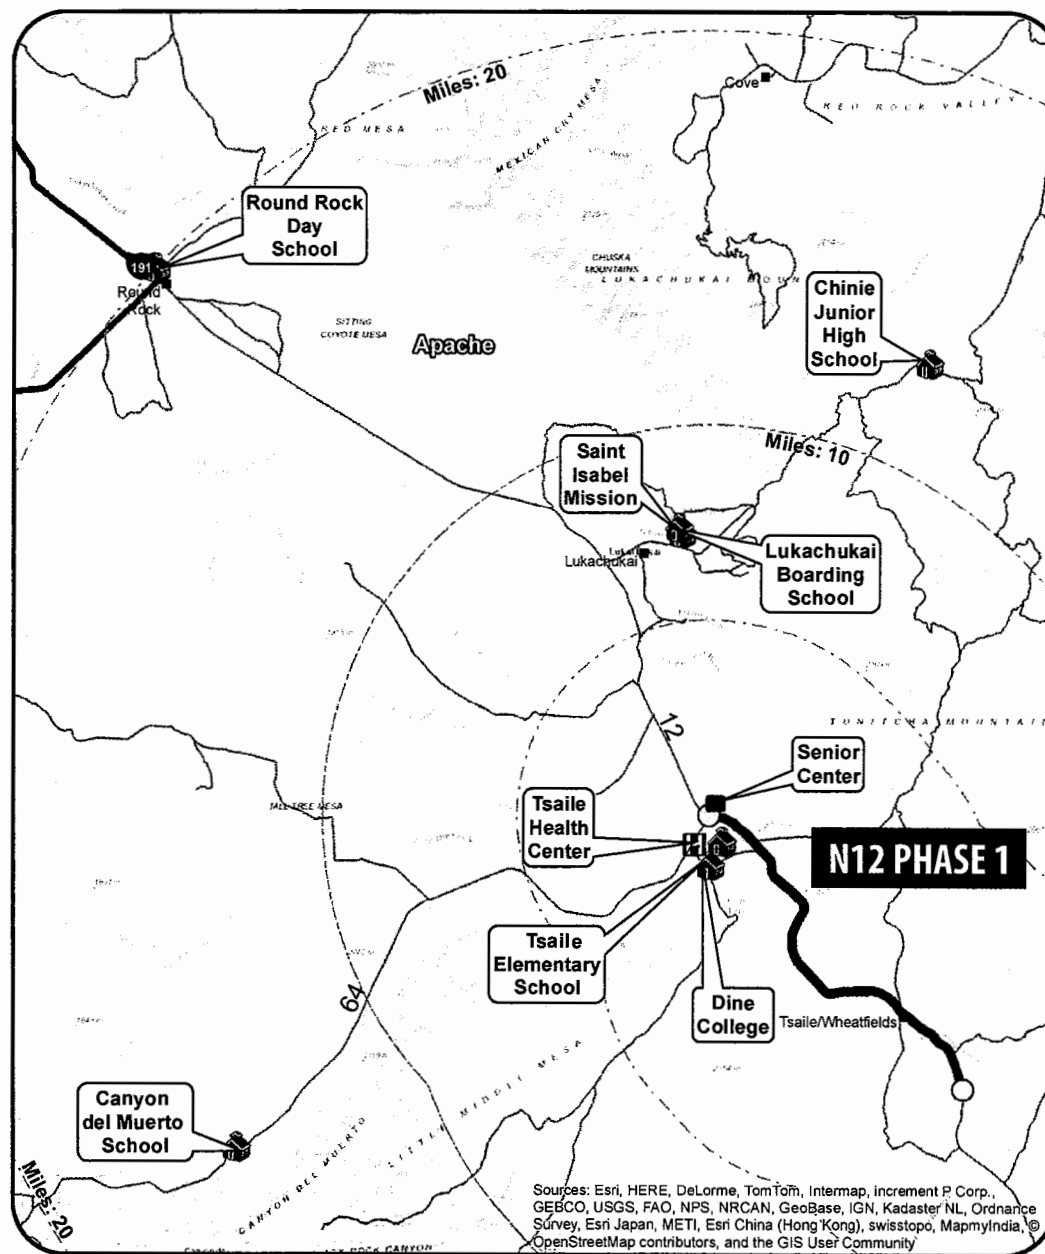 Miles: 20
Cove
RED ROCK VALLEY
RED MESA
MEXICAN CRY MESA
Round Rock
Day
School
191
Round
Rock
CHUSKA
MOUNTAINS
LUKACHUKAI MOUN
SITTING
COYOTE MESA
Apache
Chinie
Junior
High
School
Miles: 10
Saint
Isabel
Mission
Lukachukai
Lukachukai
Boarding
School
TUNITCHA MOUNTAIN
12
Senior
Center
Tsaile
Health
Center
N12 PHASE 1
Tsaile
Elementary
School
Dine
College
Tsaile/Wheatfields
64
LITTLE MIDDLE MESA
Canyon
del Muerto
School
CANYON DEL MUERTO
Miles: 20
Sources: Esri, HERE, DeLorme, TomTom, Intermap, increment P Corp.,
GEBCO, USGS, FAO, NPS, NRCAN, GeoBase, IGN, Kadaster NL, Ordnance
Survey, Esri Japan, METI, Esri China (Hong Kong), swisstopo, MapmyIndia, ©
OpenStreetMap contributors, and the GIS User Community